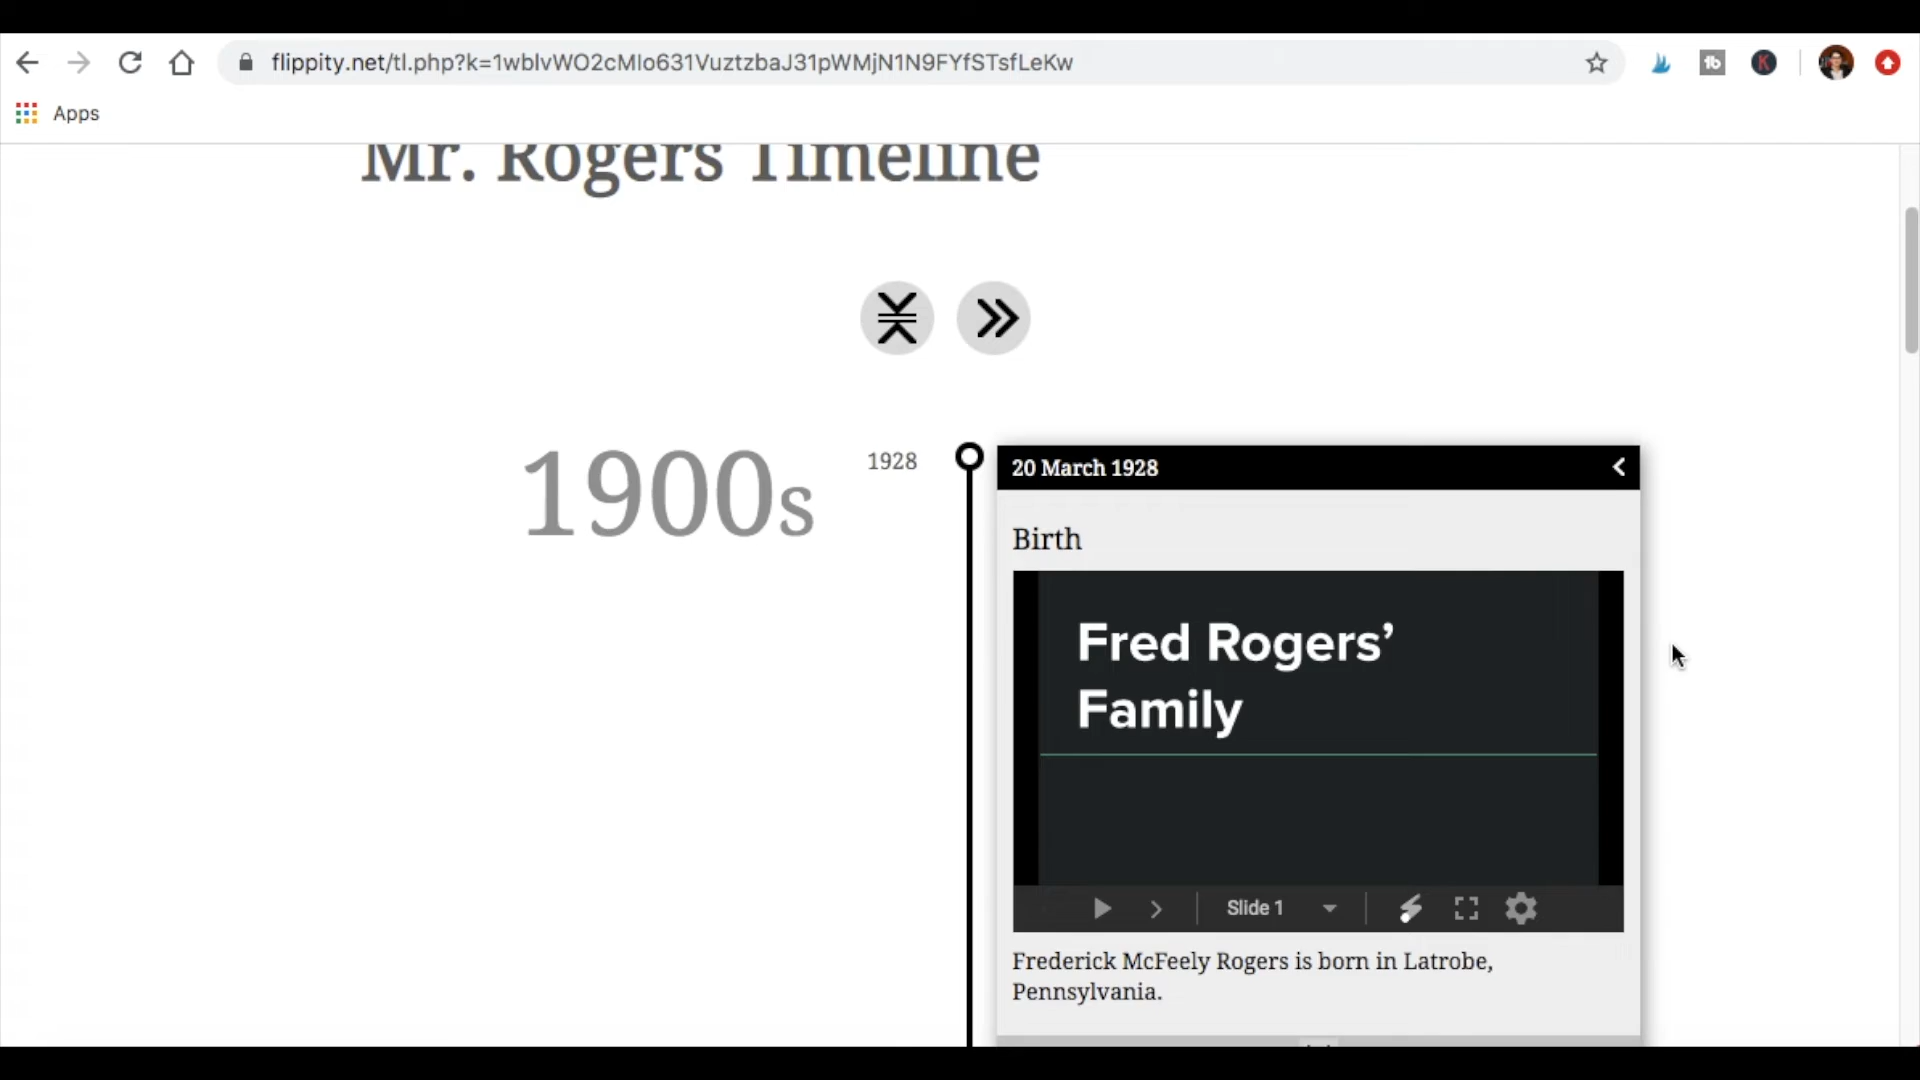 flippity.net/tl.php?k=1wblvWO2cMIo631VuztzbaJ31pWMjN1N9FYfSTsfLeKw
Apps
Mr. Rogers Timeline
1900s
1928
20 March 1928
Birth
Fred Rogers’
Family
Slide 1
Frederick McFeely Rogers is born in Latrobe,
Pennsylvania.